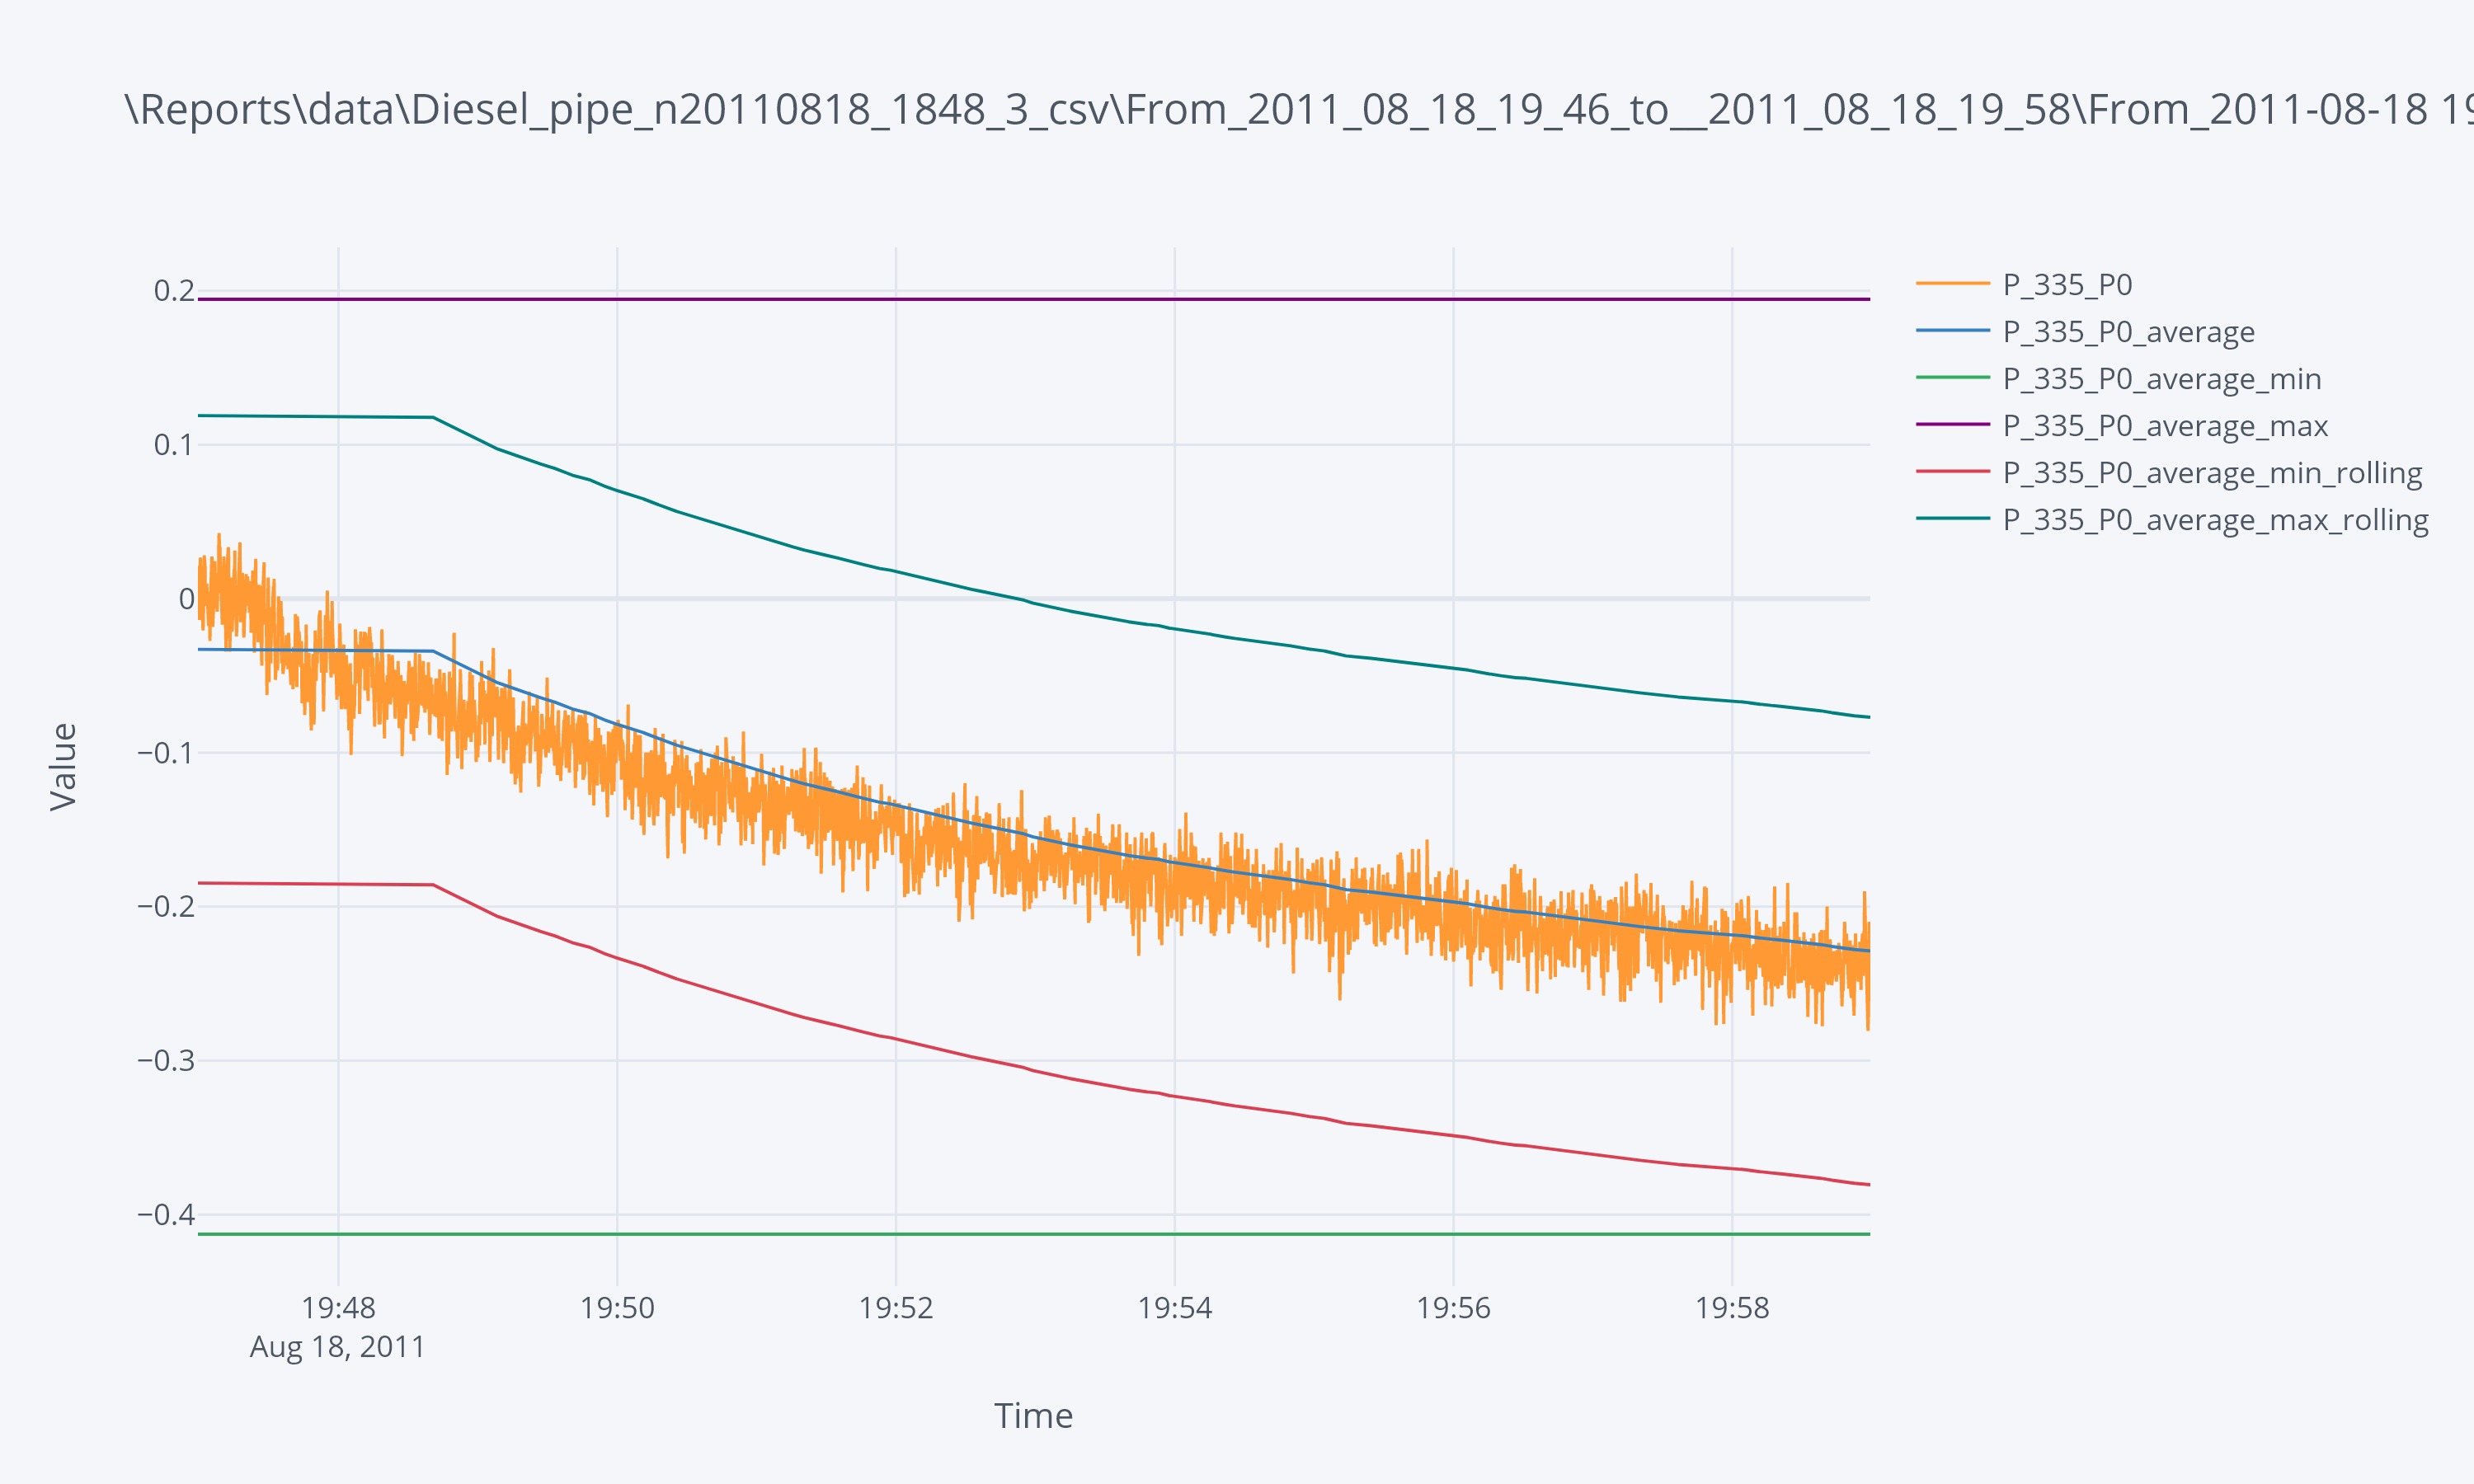 \Reports\data\Diesel_pipe_n20110818_1848_3_csv\From_2011_08_18_19_46_to__2011_08_18_19_58\From_2011-08-18 19
0.2
0.1
0
−0.1
−0.2
−0.3
−0.4
Value
19:48
Aug 18, 2011
19:50
19:52
19:54
19:56
19:58
Time
P_335_P0
P_335_P0_average
P_335_P0_average_min
P_335_P0_average_max
P_335_P0_average_min_rolling
P_335_P0_average_max_rolling